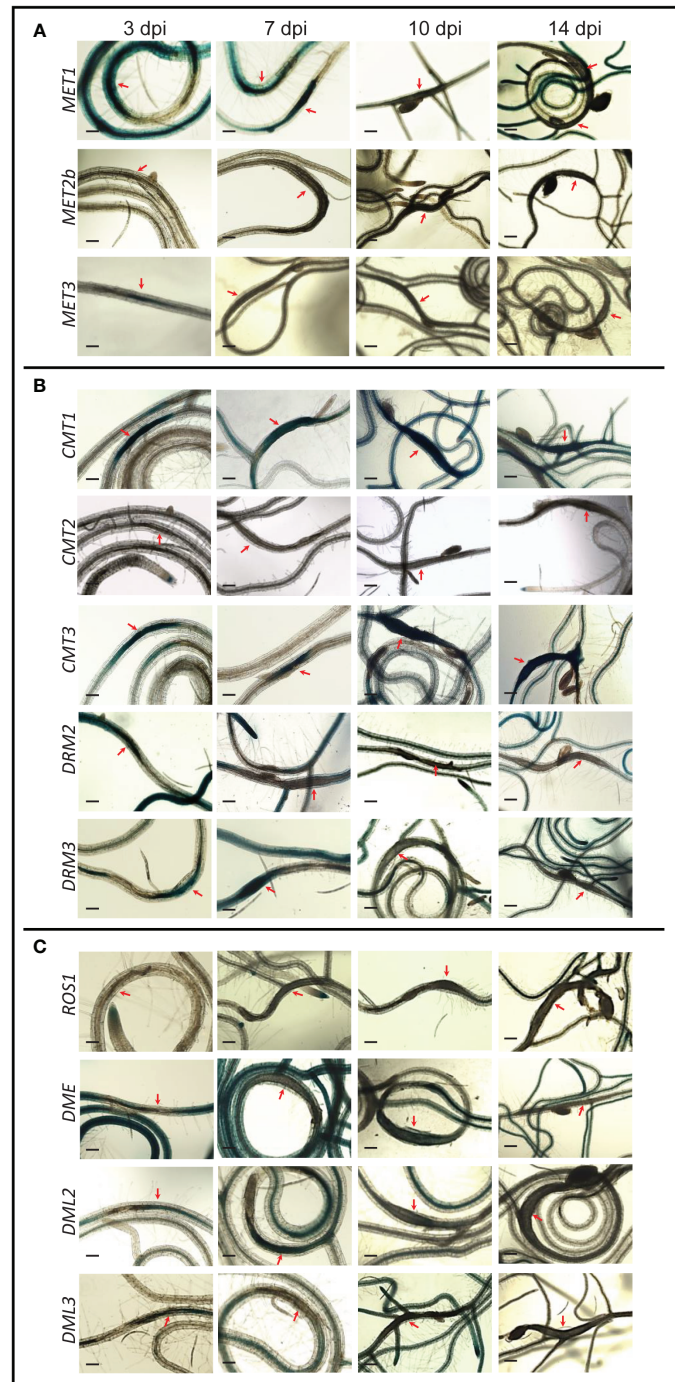 A
3 dpi 7 dpi 10 dpi 14 dpi
MET1
MET2b
MET3
B
CMT1
CMT2
CMT3
DRM2
DRM3
C
ROS1
DME
DML2
DML3